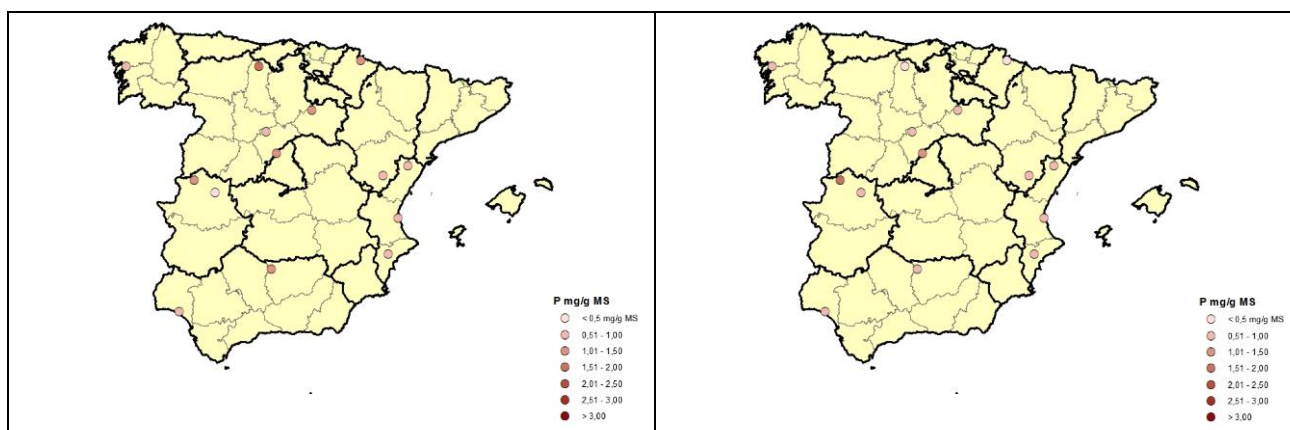 P mg/g MS
< 0,5 mg/g MS
0,51 - 1,00
1,01 - 1,50
1,51 - 2,00
2,01 - 2,50
2,51 - 3,00
> 3,00
P mg/g MS
< 0,5 mg/g MS
0,51 - 1,00
1,01 - 1,50
1,51 - 2,00
2,01 - 2,50
2,51 - 3,00
> 3,00